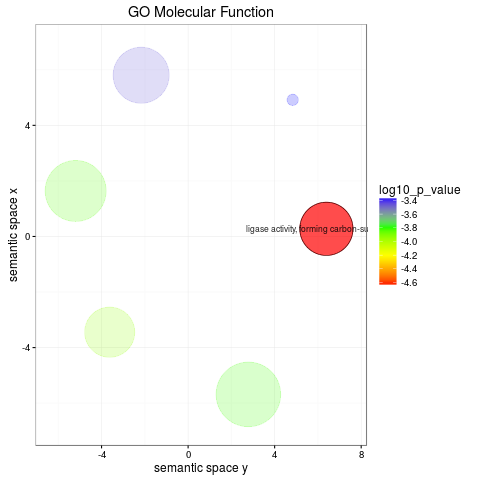 GO Molecular Function
log10_p_value
-3.4
-3.6
-3.8
-4.0
-4.2
-4.4
-4.6
4
0
-4
semantic space x
ligase activity, forming carbon-su
-4
0
4
8
semantic space y